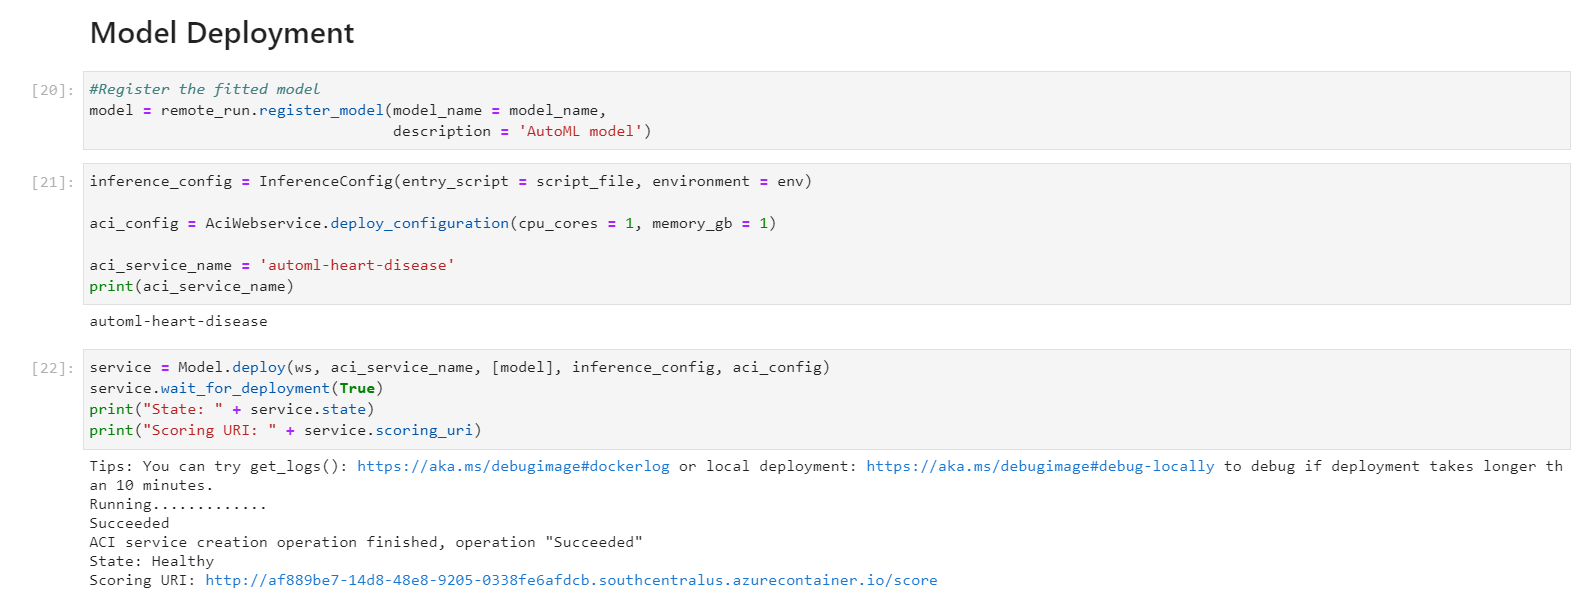 Model Deployment
[20]:
#Register the fitted model
model = remote_run.register_model(model_name = model_name,
                                  description = 'AutoML model')
[21]:
inference_config = InferenceConfig(entry_script = script_file, environment = env)
aci_config = AciWebservice.deploy_configuration(cpu_cores = 1, memory_gb = 1)
aci_service_name = 'automl-heart-disease'
print(aci_service_name)
automl-heart-disease
[22]:
service = Model.deploy(ws, aci_service_name, [model], inference_config, aci_config)
service.wait_for_deployment(True)
print("State: " + service.state)
print("Scoring URI: " + service.scoring_uri)
Tips: You can try get_logs(): https://aka.ms/debugimage#dockerlog or local deployment: https://aka.ms/debugimage#debug-locally to debug if deployment takes longer th
an 10 minutes.
Running.............
Succeeded
ACI service creation operation finished, operation "Succeeded"
State: Healthy
Scoring URI: http://af889be7-14d8-48e8-9205-0338fe6afdcb.southcentralus.azurecontainer.io/score